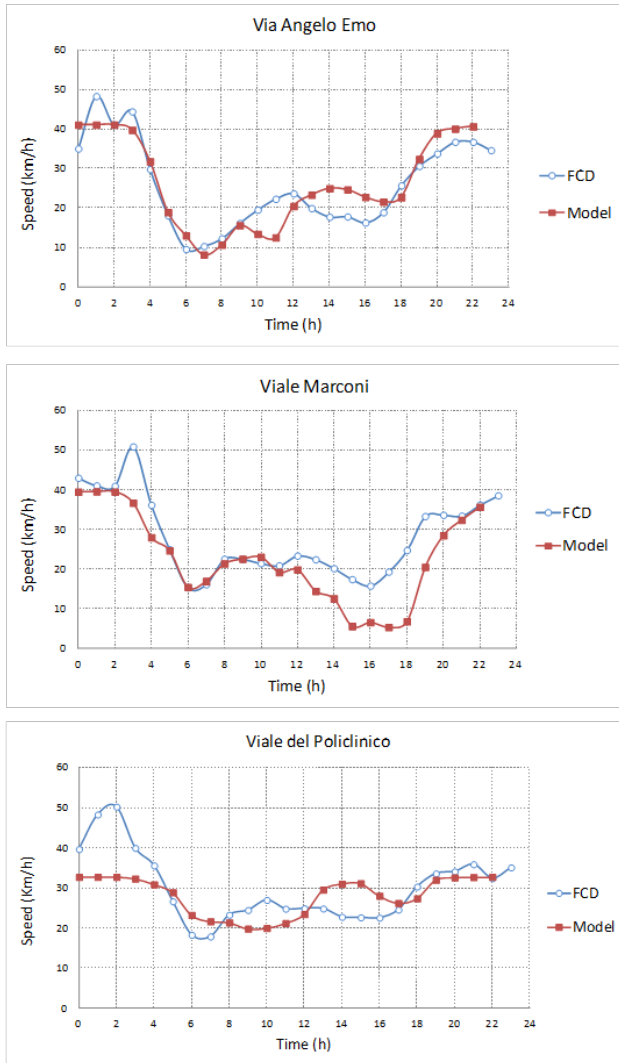 Via Angelo Emo
60
50
40
30
20
10
0
Speed (km/h)
0 2 4 6 8 10 12 14 16 18 20 22 24
Time (h)
FCD
Model
Viale Marconi
60
50
40
30
20
10
0
Speed (km/h)
0 2 4 6 8 10 12 14 16 18 20 22 24
Time (h)
FCD
Model
Viale del Policlinico
60
50
40
30
20
10
0
Speed (Km/h)
0 2 4 6 8 10 12 14 16 18 20 22 24
Time (h)
FCD
Model